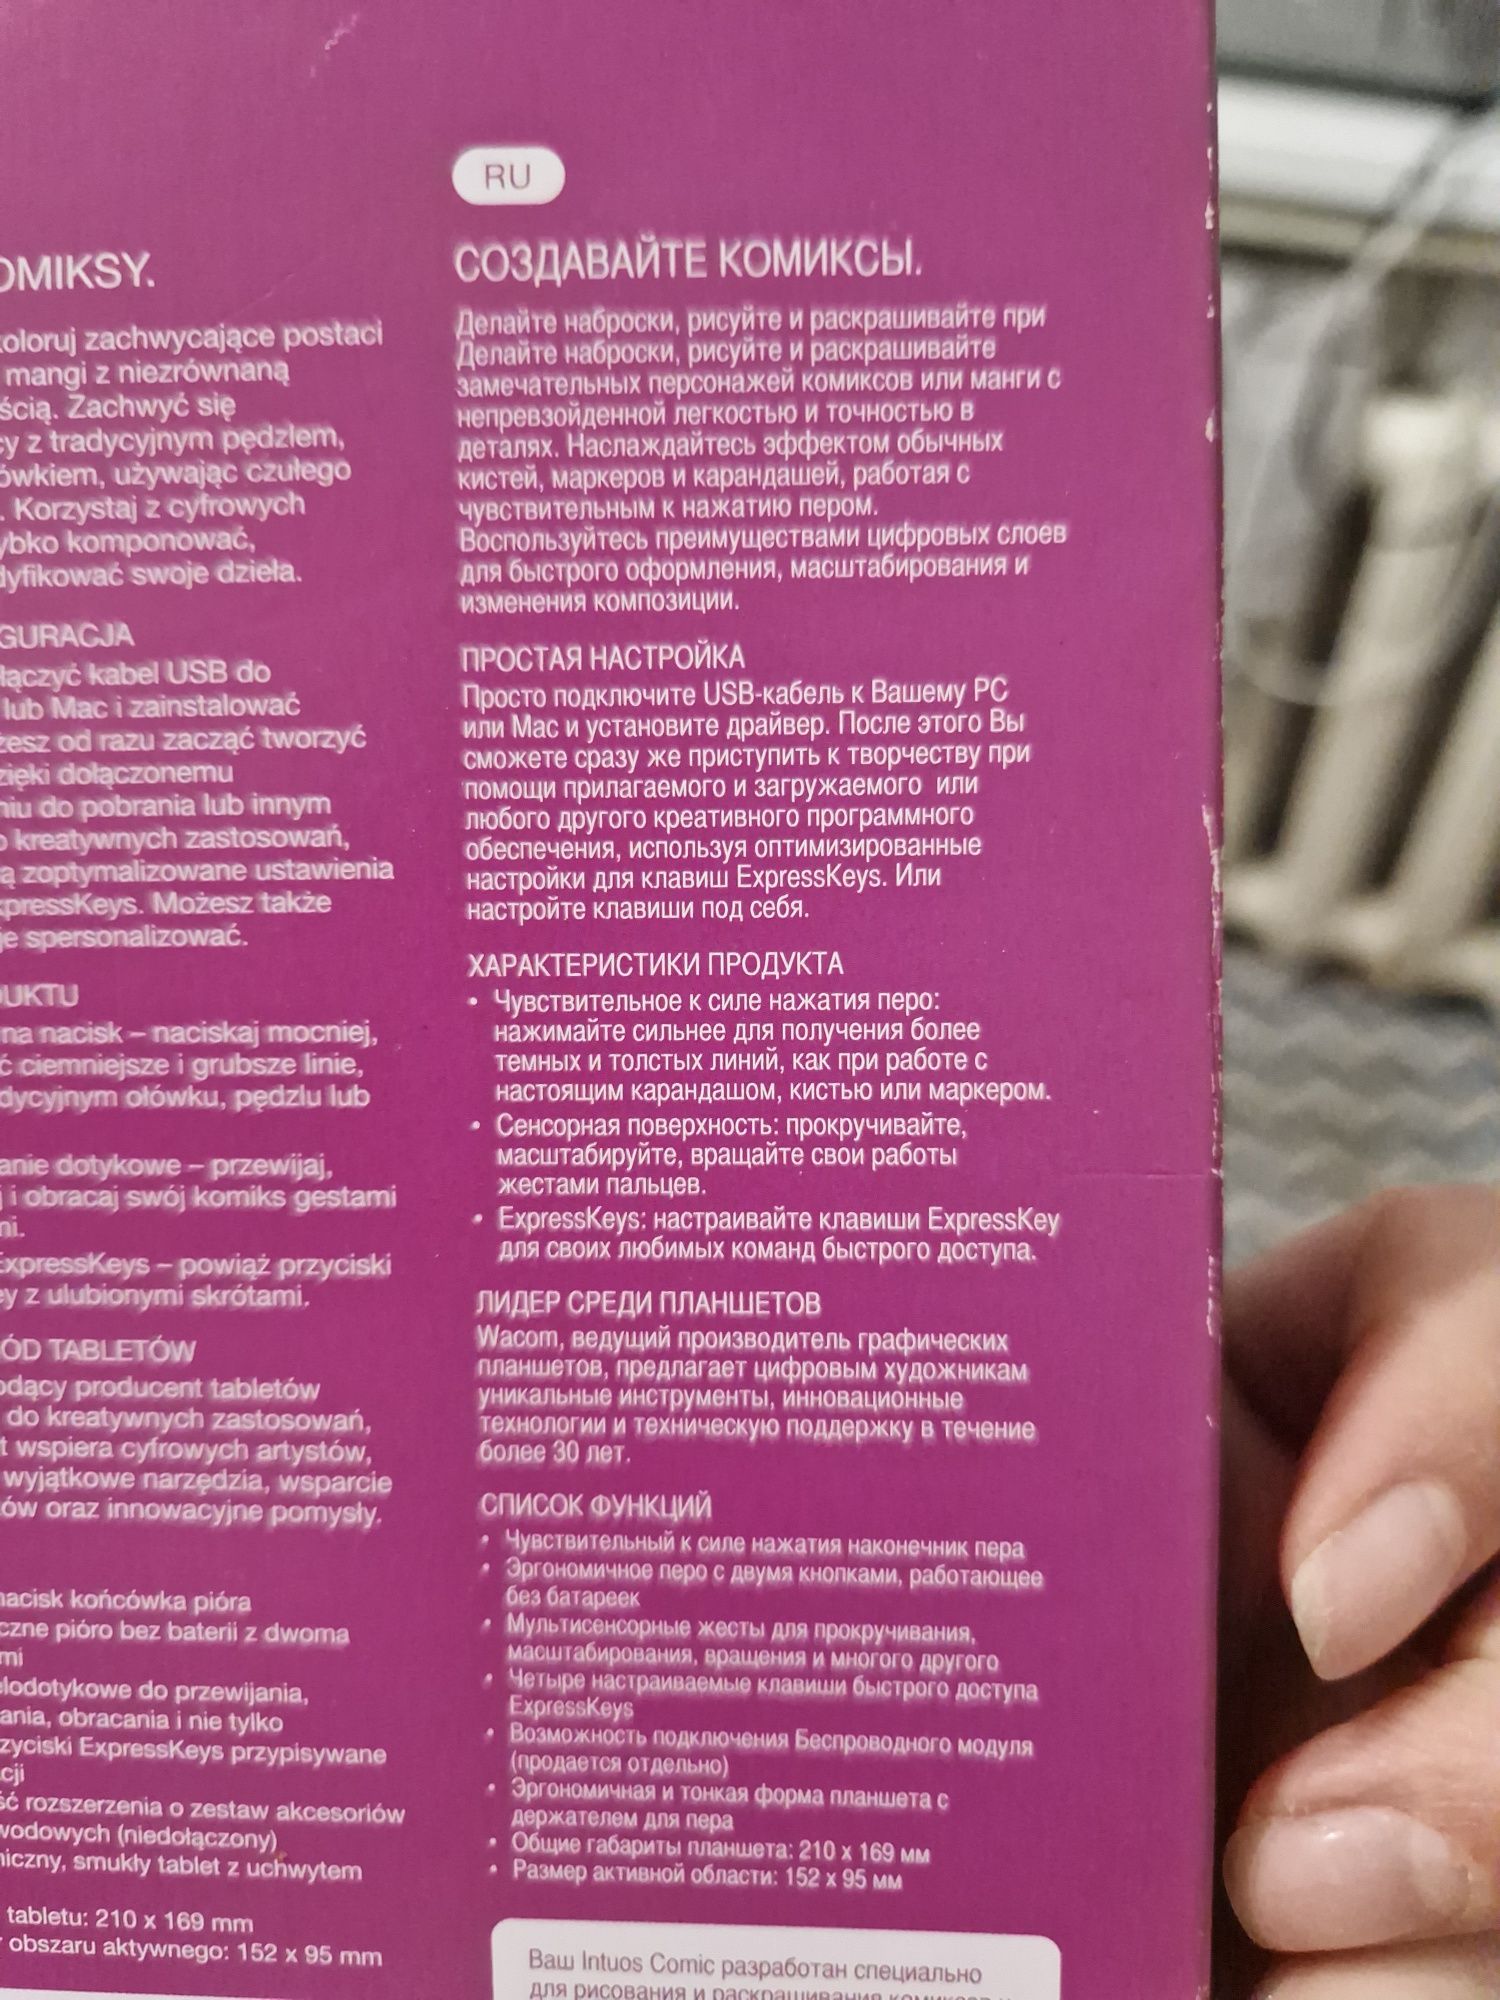 OMIKSY.
koloruj zachwycające postaci
mangi z niezrównaną
ścią. Zachwyć się
cy z tradycyjnym pędzlem,
ówkiem, używając czułego
. Korzystaj z cyfrowych
ybko komponować,
dyfikować swoje dzieła.
GURACJA
łączyć kabel USB do
lub Mac i zainstalować
żesz od razu zacząć tworzyć
zięki dołączonemu
niu do pobrania lub innym
o kreatywnych zastosowań,
ą zoptymalizowane ustawienia
xpressKeys. Możesz także
je spersonalizować.
DUKTU
na nacisk – naciskaj mocniej,
ć ciemniejsze i grubsze linie,
dycyjnym ołówku, pędzlu lub
anie dotykowe – przewijaj,
j i obracaj swój komiks gestami
mi.
ExpressKeys – powiąż przyciski
ey z ulubionymi skrótami.
ÓD TABLETÓW
odący producent tabletów
do kreatywnych zastosowań,
t wspiera cyfrowych artystów,
wyjątkowe narzędzia, wsparcie
ów oraz innowacyjne pomysły.
nacisk końcówka pióra
czne pióro bez baterii z dwoma
mi
elodotykowe do przewijania,
ania, obracania i nie tylko
zyciski ExpressKeys przypisywane
cji
ść rozszerzenia o zestaw akcesoriów
wodowych (niedołączony)
niczny, smukły tablet z uchwytem
tabletu: 210 x 169 mm
obszaru aktywnego: 152 x 95 mm
RU
СОЗДАВАЙТЕ КОМИКСЫ.
Делайте наброски, рисуйте и раскрашивайте при
Делайте наброски, рисуйте и раскрашивайте
замечательных персонажей комиксов или манги с
непревзойденной легкостью и точностью в
деталях. Наслаждайтесь эффектом обычных
кистей, маркеров и карандашей, работая с
чувствительным к нажатию пером.
Воспользуйтесь преимуществами цифровых слоев
для быстрого оформления, масштабирования и
изменения композиции.
ПРОСТАЯ НАСТРОЙКА
Просто подключите USB-кабель к Вашему PC
или Mac и установите драйвер. После этого Вы
сможете сразу же приступить к творчеству при
помощи прилагаемого и загружаемого или
любого другого креативного программного
обеспечения, используя оптимизированные
настройки для клавиш ExpressKeys. Или
настройте клавиши под себя.
ХАРАКТЕРИСТИКИ ПРОДУКТА
• Чувствительное к силе нажатия перо:
нажимайте сильнее для получения более
темных и толстых линий, как при работе с
настоящим карандашом, кистью или маркером.
• Сенсорная поверхность: прокручивайте,
масштабируйте, вращайте свои работы
жестами пальцев.
• ExpressKeys: настраивайте клавиши ExpressKey
для своих любимых команд быстрого доступа.
ЛИДЕР СРЕДИ ПЛАНШЕТОВ
Wacom, ведущий производитель графических
планшетов, предлагает цифровым художникам
уникальные инструменты, инновационные
технологии и техническую поддержку в течение
более 30 лет.
СПИСОК ФУНКЦИЙ
• Чувствительный к силе нажатия наконечник пера
• Эргономичное перо с двумя кнопками, работающее
без батареек
• Мультисенсорные жесты для прокручивания,
масштабирования, вращения и многого другого
• Четыре настраиваемые клавиши быстрого доступа
ExpressKeys
• Возможность подключения Беспроводного модуля
(продается отдельно)
• Эргономичная и тонкая форма планшета с
держателем для пера
• Общие габариты планшета: 210 x 169 мм
• Размер активной области: 152 x 95 мм
Ваш Intuos Comic разработан специально
для рисования и раскрашивания комиксов